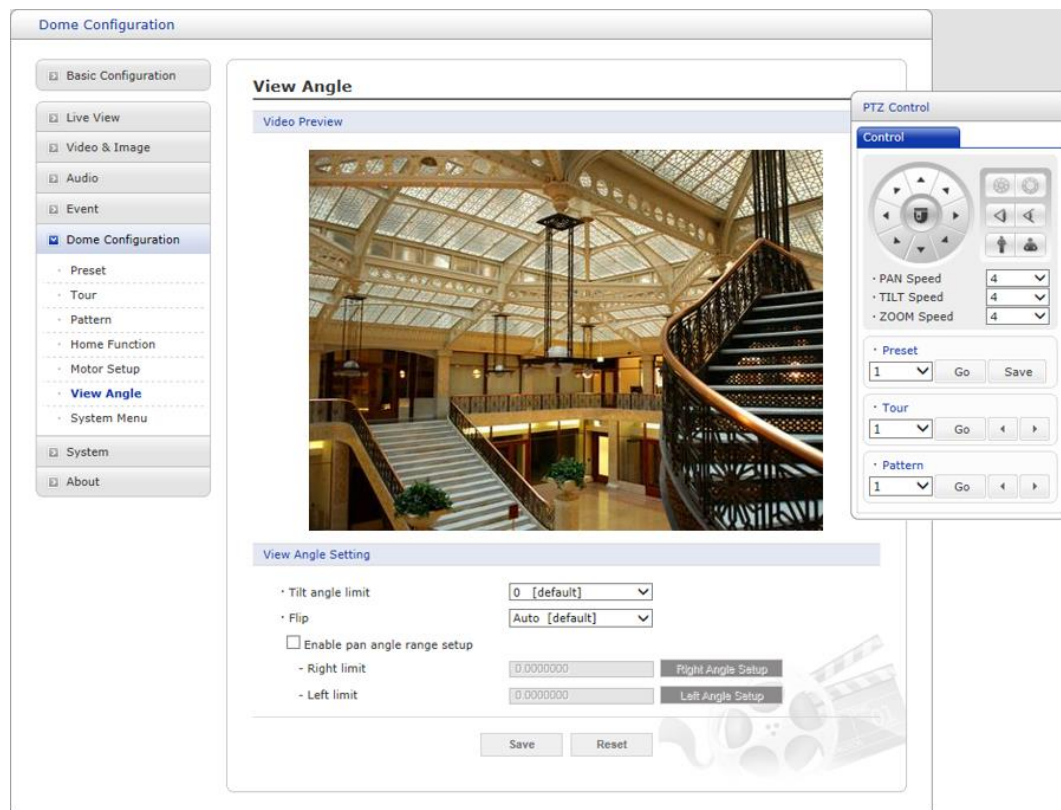 Dome Configuration
Basic Configuration
Live View
Video & Image
Audio
Event
Dome Configuration
· Preset
· Tour
· Pattern
· Home Function
· Motor Setup
· View Angle
· System Menu
System
About
View Angle
Video Preview
View Angle Setting
· Tilt angle limit 0 [default]
· Flip Auto [default]
Enable pan angle range setup
- Right limit 0.0000000 Right Angle Setup
- Left limit 0.0000000 Left Angle Setup
Save Reset
PTZ Control
Control
· PAN Speed 4
· TILT Speed 4
· ZOOM Speed 4
· Preset
1 Go Save
· Tour
1 Go
· Pattern
1 Go